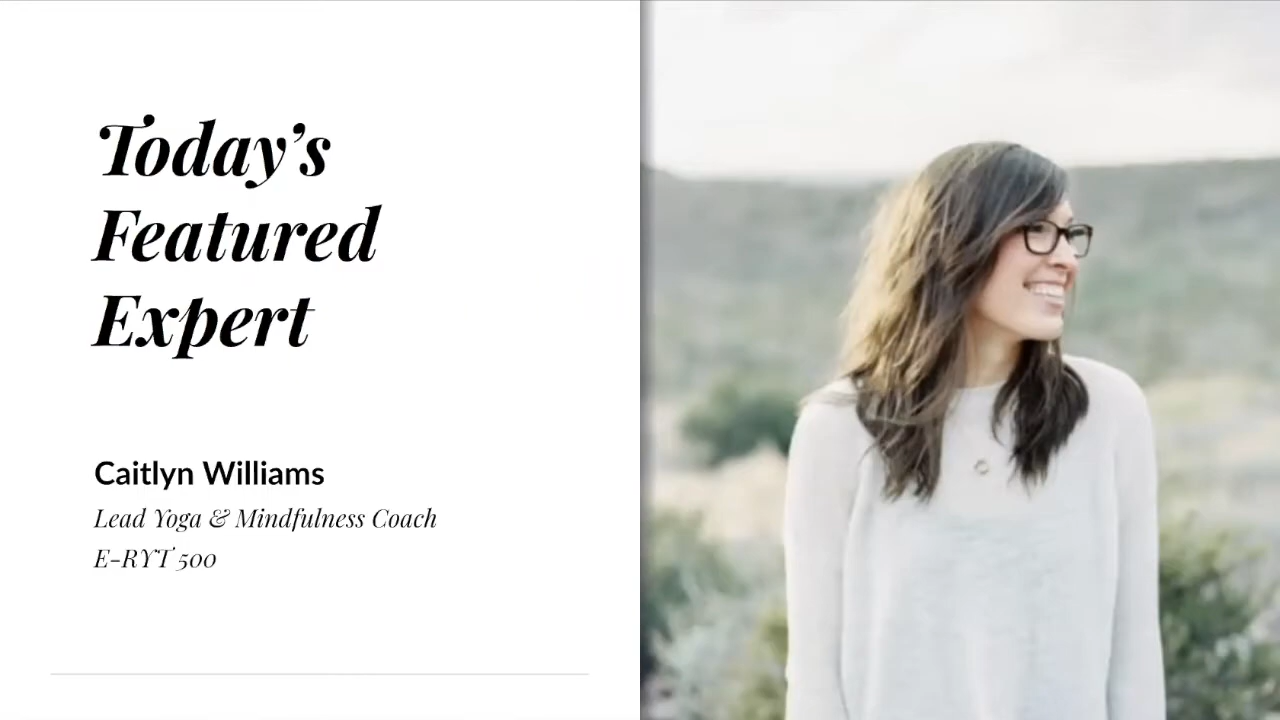 Today’s
Featured
Expert
Caitlyn Williams
Lead Yoga & Mindfulness Coach
E-RYT 500